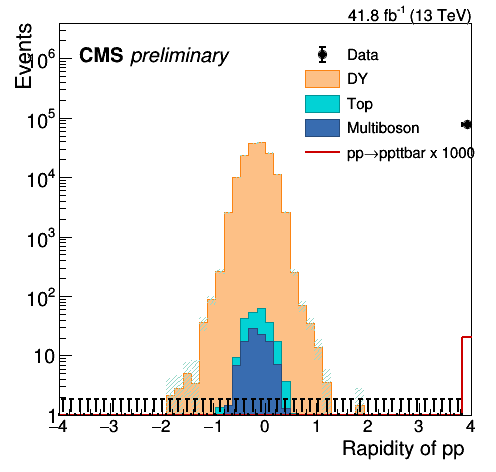 41.8 fb⁻¹ (13 TeV)
Events
CMS preliminary
Data
DY
Top
Multiboson
pp→ppttbar x 1000
10⁶
10⁵
10⁴
10³
10²
10
1
−4 −3 −2 −1 0 1 2 3 4
Rapidity of pp